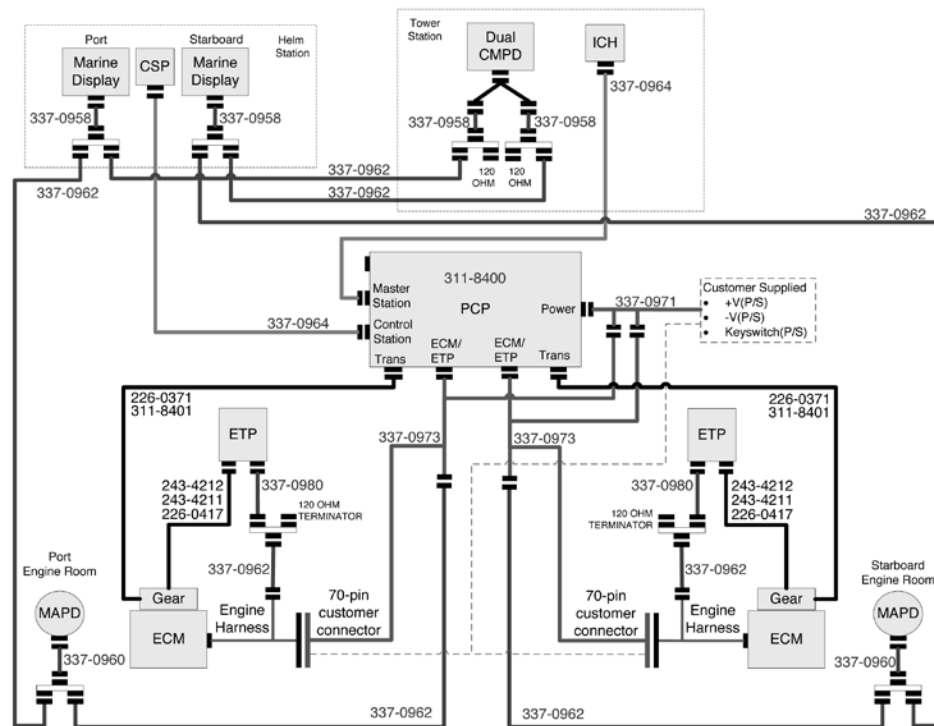 Port
Marine
Display
CSP
Starboard
Marine
Display
Helm
Station
Tower
Station
Dual
CMPD
ICH
337-0964
337-0958
337-0958
337-0958
337-0958
120
OHM
120
OHM
337-0962
337-0962
337-0962
337-0962
311-8400
PCP
Master
Station
Control
Station
Power
ECM/
ETP
ECM/
ETP
Trans
Trans
337-0964
337-0971
Customer Supplied
• +V(P/S)
• -V(P/S)
• Keyswitch(P/S)
226-0371
311-8401
226-0371
311-8401
ETP
337-0973
337-0973
ETP
243-4212
243-4211
226-0417
337-0980
120 OHM
TERMINATOR
337-0980
120 OHM
TERMINATOR
243-4212
243-4211
226-0417
Port
Engine Room
MAPD
337-0962
Gear
ECM
Engine
Harness
70-pin
customer
connector
70-pin
customer
connector
337-0962
Engine
Harness
Gear
ECM
Starboard
Engine Room
MAPD
337-0960
337-0960
337-0962
337-0962